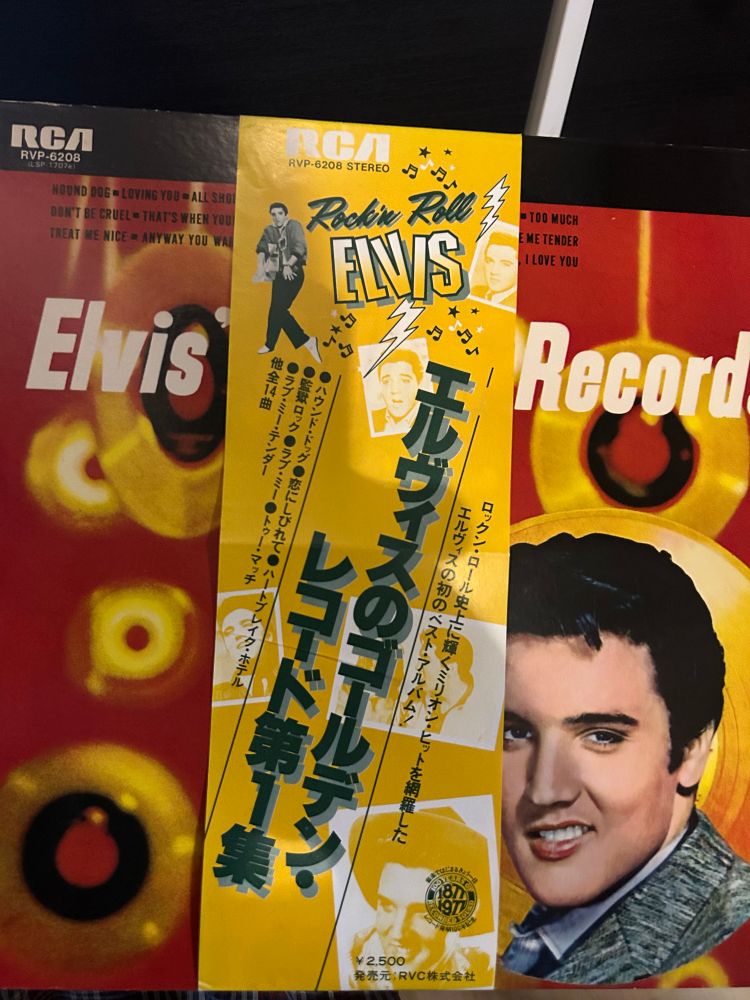 RCA
RVP-6208
(LSP-1707e)
HOUND DOG ■ LOVING YOU ■ ALL SHO
DON'T BE CRUEL ■ THAT'S WHEN YOU
TREAT ME NICE ■ ANYWAY YOU WA
Elvis'
RCA
RVP-6208 STEREO
Rock'n Roll
ELVIS
エルヴィスのゴールデン・
レコード第1集
ロックン・ロール史上に輝くミリオン・ヒットを網羅した
エルヴィスの初のベスト・アルバム!
●ハウンド・ドッグ●恋にしびれて●ハートブレイク・ホテル
●監獄ロック●ラブ・ミー●トゥー・マッチ
●ラブ・ミー・テンダー
他全14曲
1877
1977
¥2,500
発売元:RVC株式会社
■ TOO MUCH
E ME TENDER
I LOVE YOU
Records